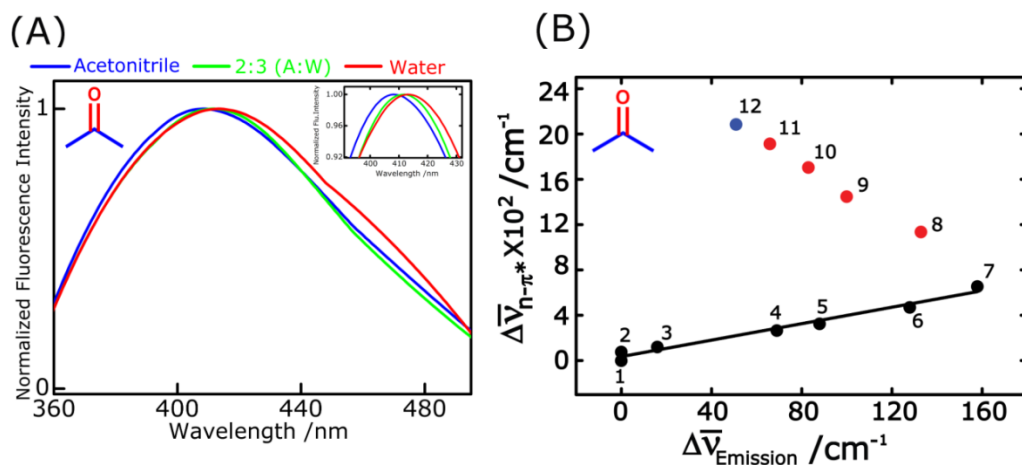 (A)
Acetonitrile 2:3 (A:W) Water
Normalized Fluorescence Intensity
1
0
360 400 440 480
Wavelength /nm
O
Normalized Flu.Intensity
1.00
0.96
0.92
400 410 420 430
Wavelength /nm
(B)
Δν̅n-π* X10² /cm⁻¹
24
20
16
12
8
4
0
0 40 80 120 160
Δν̅Emission /cm⁻¹
O
12
11
10
9
8
7
6
5
4
3
2
1